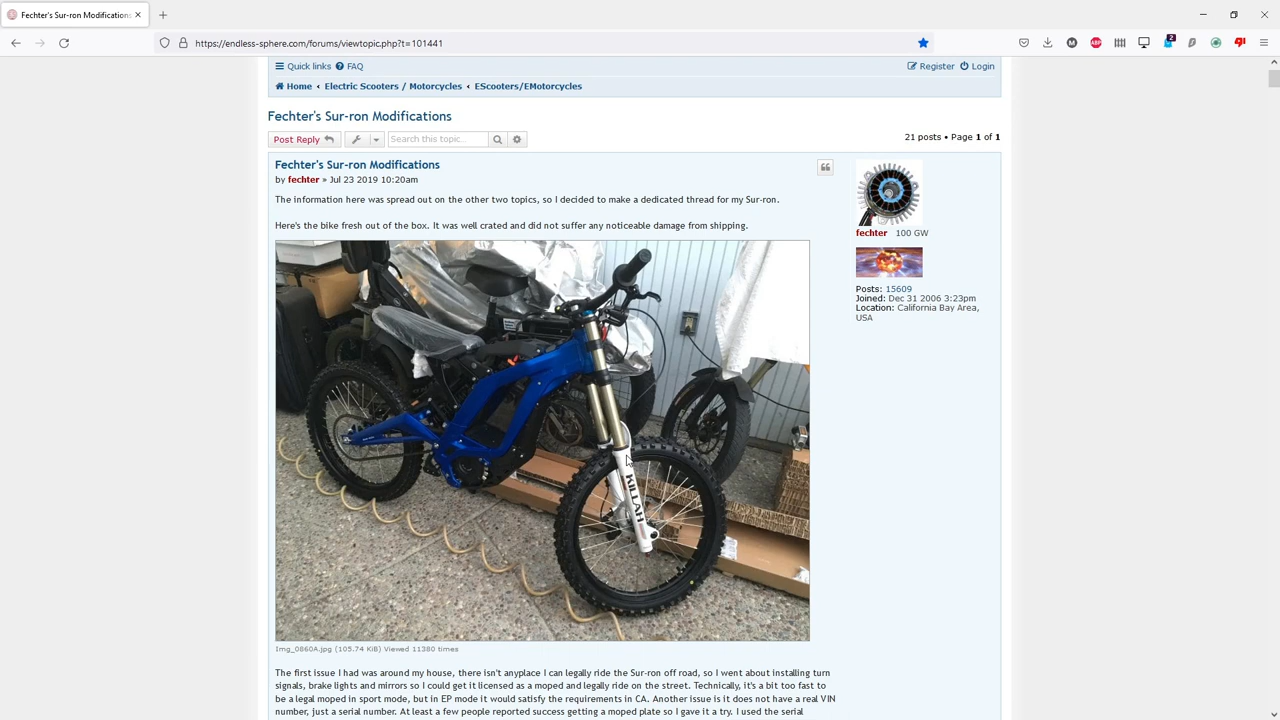 Fechter's Sur-ron Modifications
https://endless-sphere.com/forums/viewtopic.php?t=101441
ABP
2
Quick links
FAQ
Register
Login
Home ‹ Electric Scooters / Motorcycles ‹ EScooters/EMotorcycles
Fechter's Sur-ron Modifications
Post Reply
Search this topic…
21 posts • Page 1 of 1
Fechter's Sur-ron Modifications
by fechter » Jul 23 2019 10:20am
The information here was spread out on the other two topics, so I decided to make a dedicated thread for my Sur-ron.
Here's the bike fresh out of the box. It was well crated and did not suffer any noticeable damage from shipping.
KILLAH
Img_0860A.jpg (105.74 KiB) Viewed 11380 times
The first issue I had was around my house, there isn't anyplace I can legally ride the Sur-ron off road, so I went about installing turn
signals, brake lights and mirrors so I could get it licensed as a moped and legally ride on the street. Technically, it's a bit too fast to
be a legal moped in sport mode, but in EP mode it would satisfy the requirements in CA. Another issue is it does not have a real VIN
number, just a serial number. At least a few people reported success getting a moped plate so I gave it a try. I used the serial
fechter 100 GW
Posts: 15609
Joined: Dec 31 2006 3:23pm
Location: California Bay Area,
USA